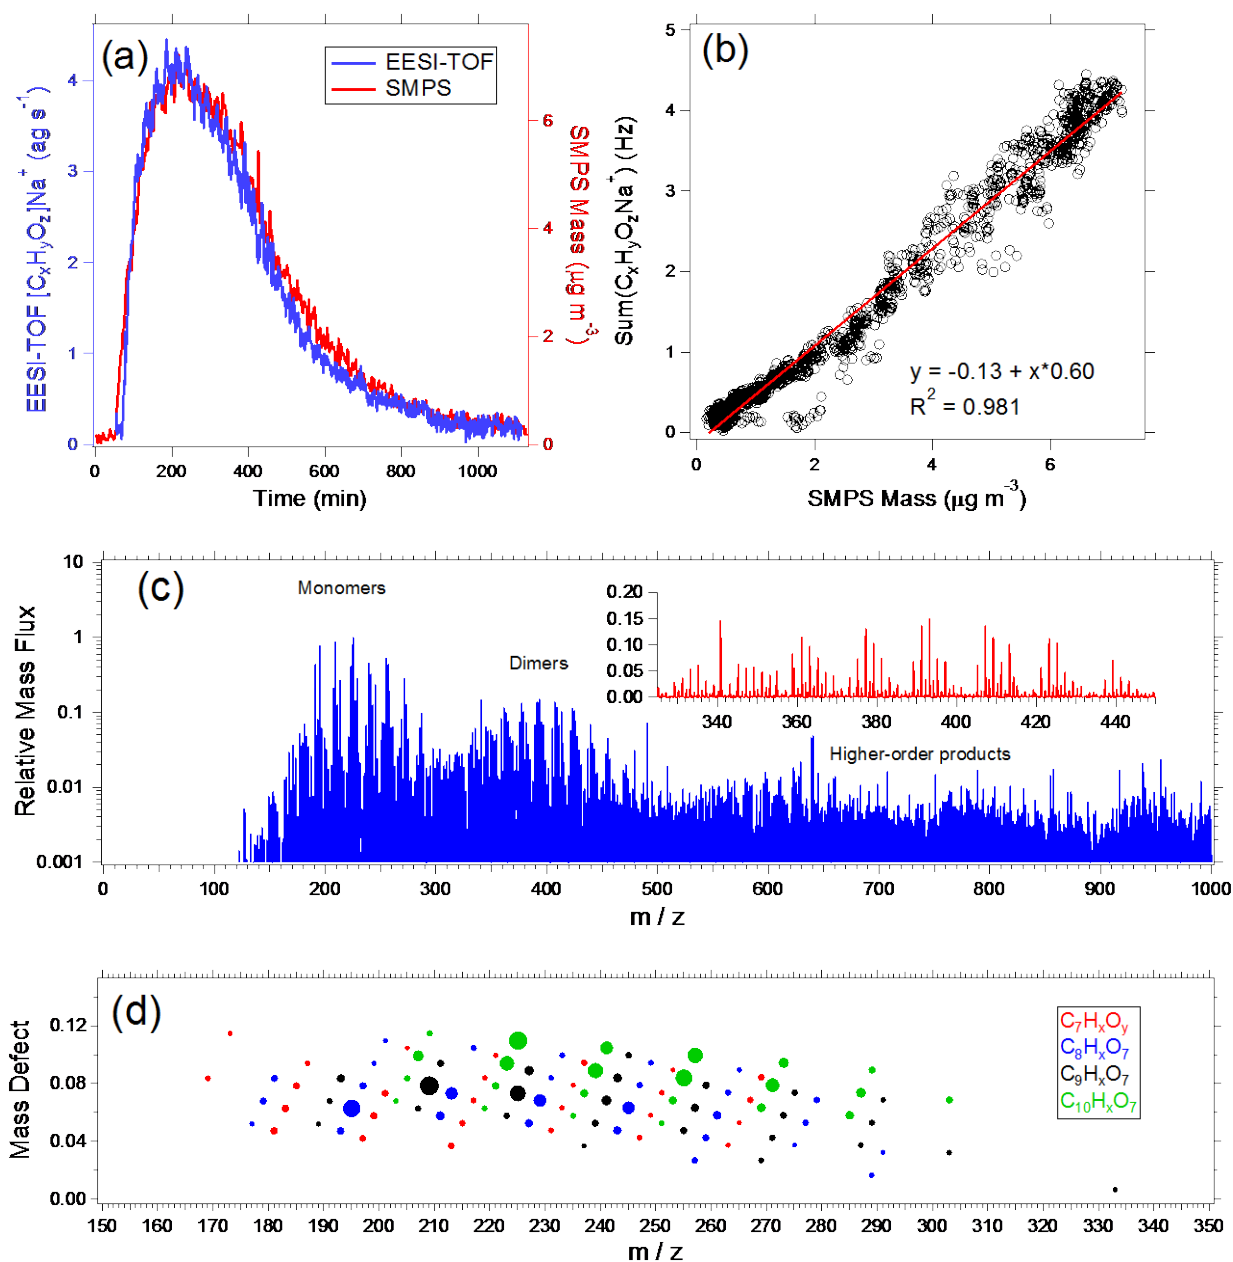 (a)
EESI-TOF
SMPS
EESI-TOF [CxHyOz]Na+ (ag s-1)
4
3
2
1
0
SMPS Mass (µg m-3)
6
4
2
0
0 200 400 600 800 1000
Time (min)
(b)
Sum(CxHyOzNa+) (Hz)
5
4
3
2
1
0
y = -0.13 + x*0.60
R2 = 0.981
0 2 4 6
SMPS Mass (µg m-3)
(c)
Relative Mass Flux
10
1
0.1
0.01
0.001
Monomers
Dimers
Higher-order products
0.20
0.15
0.10
0.05
0.00
340 360 380 400 420 440
0 100 200 300 400 500 600 700 800 900 1000
m / z
(d)
Mass Defect
0.12
0.08
0.04
0.00
C7HxOy
C8HxO7
C9HxO7
C10HxO7
150 160 170 180 190 200 210 220 230 240 250 260 270 280 290 300 310 320 330 340 350
m / z